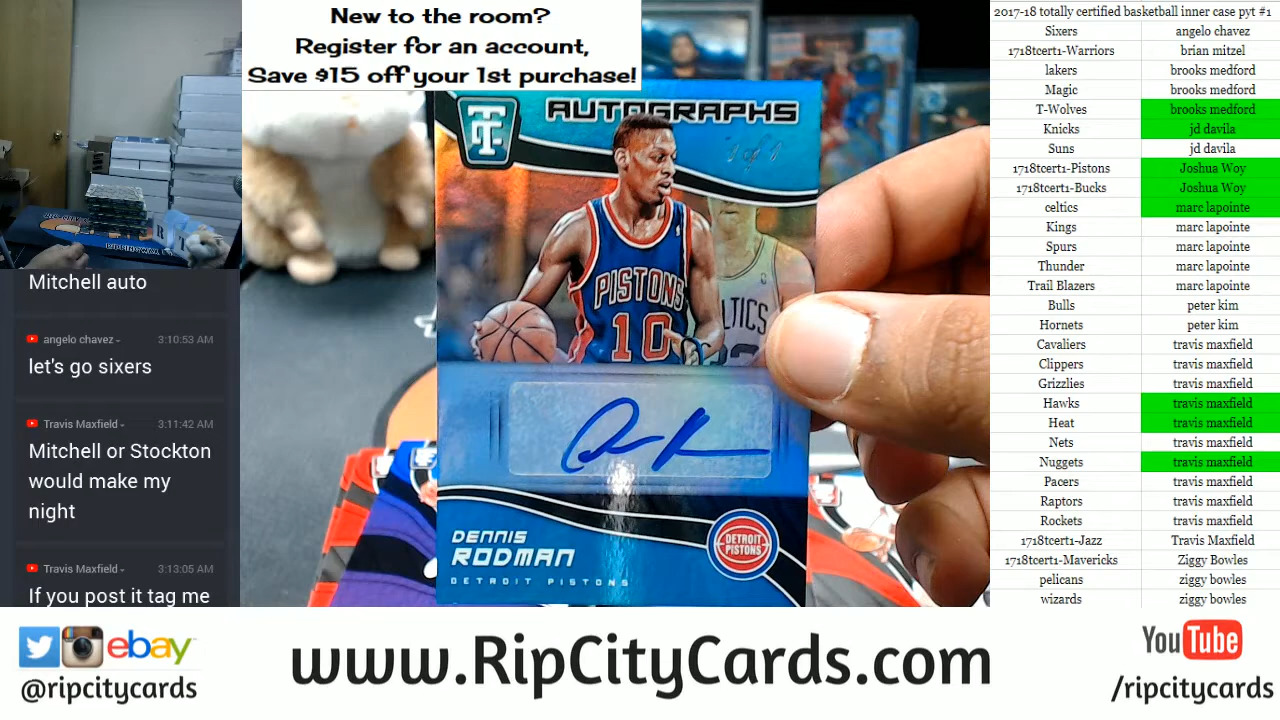 New to the room?
Register for an account,
Save $15 off your 1st purchase!
Mitchell auto
angelo chavez
3:10:53 AM
let's go sixers
Travis Maxfield
3:11:42 AM
Mitchell or Stockton
would make my
night
Travis Maxfield
3:13:05 AM
If you post it tag me
AUTOGRAPHS
1 of 1
PISTONS
10
DENNIS
RODMAN
DETROIT PISTONS
DETROIT
PISTONS
2017-18 totally certified basketball inner case pyt #1
Sixers angelo chavez
1718tcert1-Warriors brian mitzel
lakers brooks medford
Magic brooks medford
T-Wolves brooks medford
Knicks jd davila
Suns jd davila
1718tcert1-Pistons Joshua Woy
1718tcert1-Bucks Joshua Woy
celtics marc lapointe
Kings marc lapointe
Spurs marc lapointe
Thunder marc lapointe
Trail Blazers marc lapointe
Bulls peter kim
Hornets peter kim
Cavaliers travis maxfield
Clippers travis maxfield
Grizzlies travis maxfield
Hawks travis maxfield
Heat travis maxfield
Nets travis maxfield
Nuggets travis maxfield
Pacers travis maxfield
Raptors travis maxfield
Rockets travis maxfield
1718tcert1-Jazz Travis Maxfield
1718tcert1-Mavericks Ziggy Bowles
pelicans ziggy bowles
wizards ziggy bowles
ebay
@ripcitycards
www.RipCityCards.com
YouTube
/ripcitycards